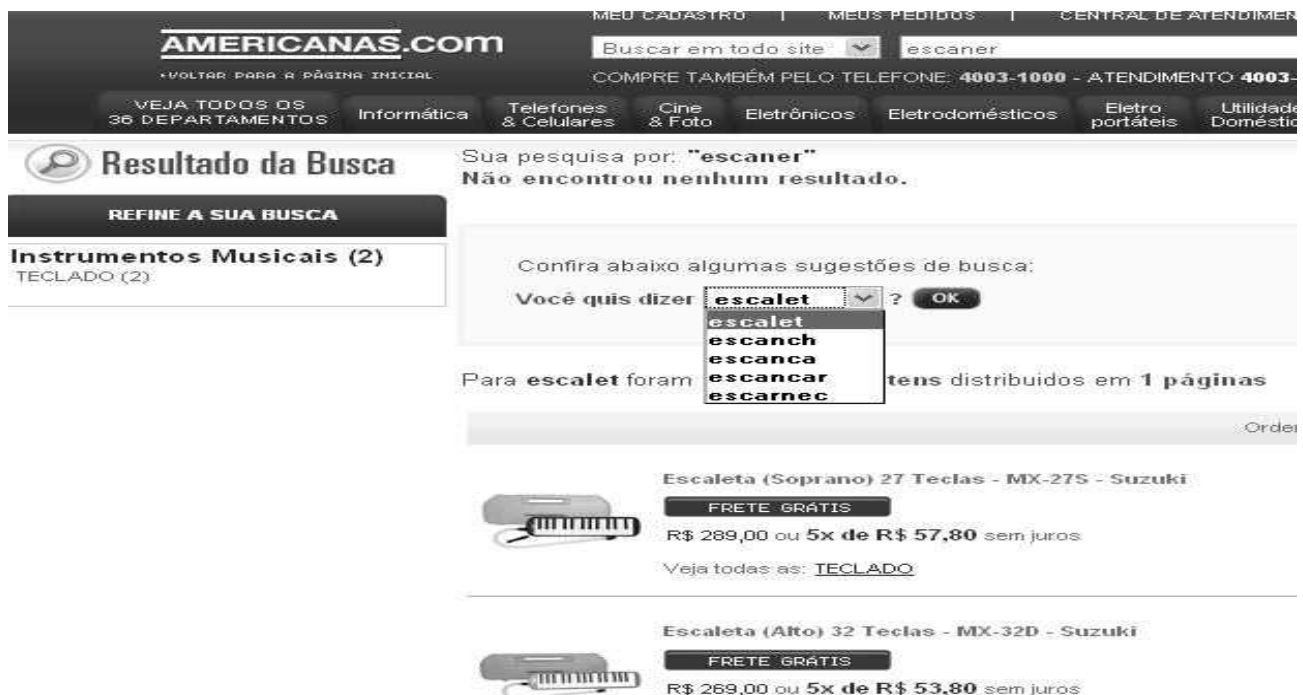 MEU CADASTRO | MEUS PEDIDOS | CENTRAL DE ATENDIMEN
AMERICANAS.com
Buscar em todo site escaner
•VOLTAR PARA A PÁGINA INICIAL
COMPRE TAMBÉM PELO TELEFONE: 4003-1000 - ATENDIMENTO 4003-
VEJA TODOS OS 36 DEPARTAMENTOS Informática Telefones & Celulares Cine & Foto Eletrônicos Eletrodomésticos Eletro portáteis Utilidade Doméstic
Resultado da Busca
REFINE A SUA BUSCA
Instrumentos Musicais (2)
TECLADO (2)
Sua pesquisa por: "escaner"
Não encontrou nenhum resultado.
Confira abaixo algumas sugestões de busca:
Você quis dizer escalet ? OK
escalet
escanch
escanca
escancar
escarnec
Para escalet foram tens distribuidos em 1 páginas
Order
Escaleta (Soprano) 27 Teclas - MX-27S - Suzuki
FRETE GRÁTIS
R$ 289,00 ou 5x de R$ 57,80 sem juros
Veja todas as: TECLADO
Escaleta (Alto) 32 Teclas - MX-32D - Suzuki
FRETE GRÁTIS
R$ 269,00 ou 5x de R$ 53,80 sem juros